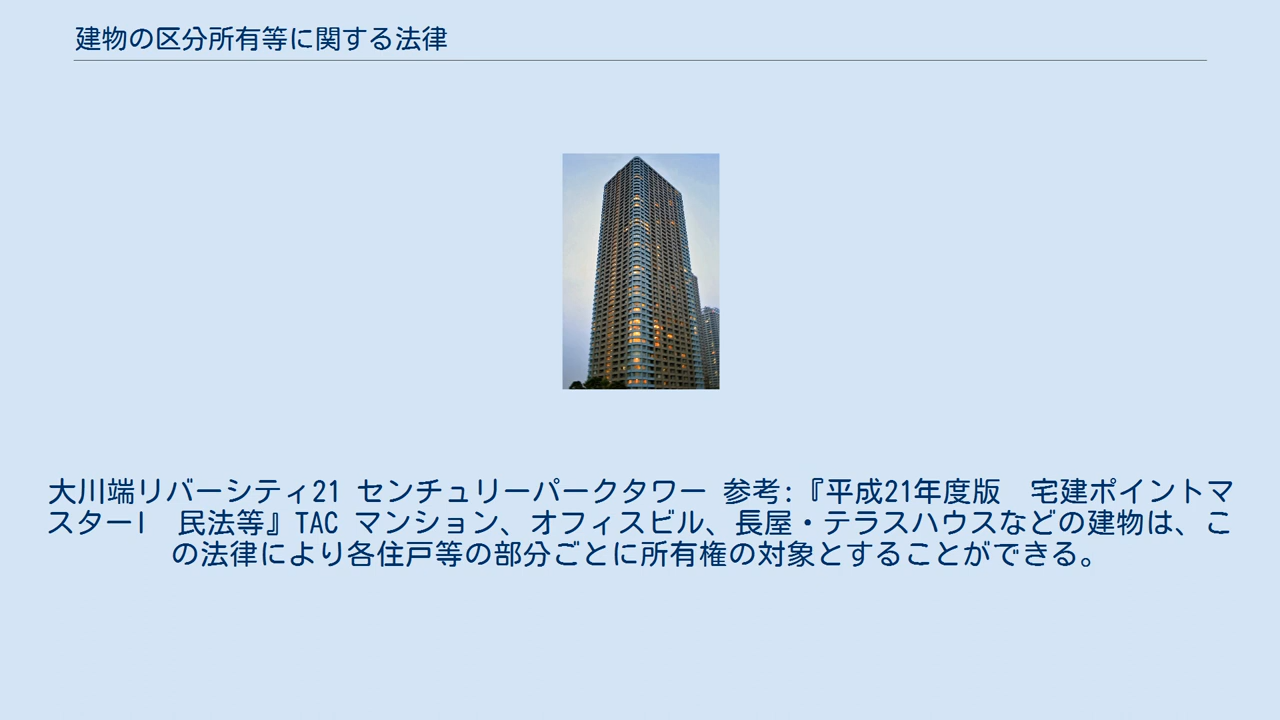 建物の区分所有等に関する法律
大川端リバーシティ21 センチュリーパークタワー 参考:『平成21年度版　宅建ポイントマ
スターⅠ　民法等』TAC マンション、オフィスビル、長屋・テラスハウスなどの建物は、こ
の法律により各住戸等の部分ごとに所有権の対象とすることができる。